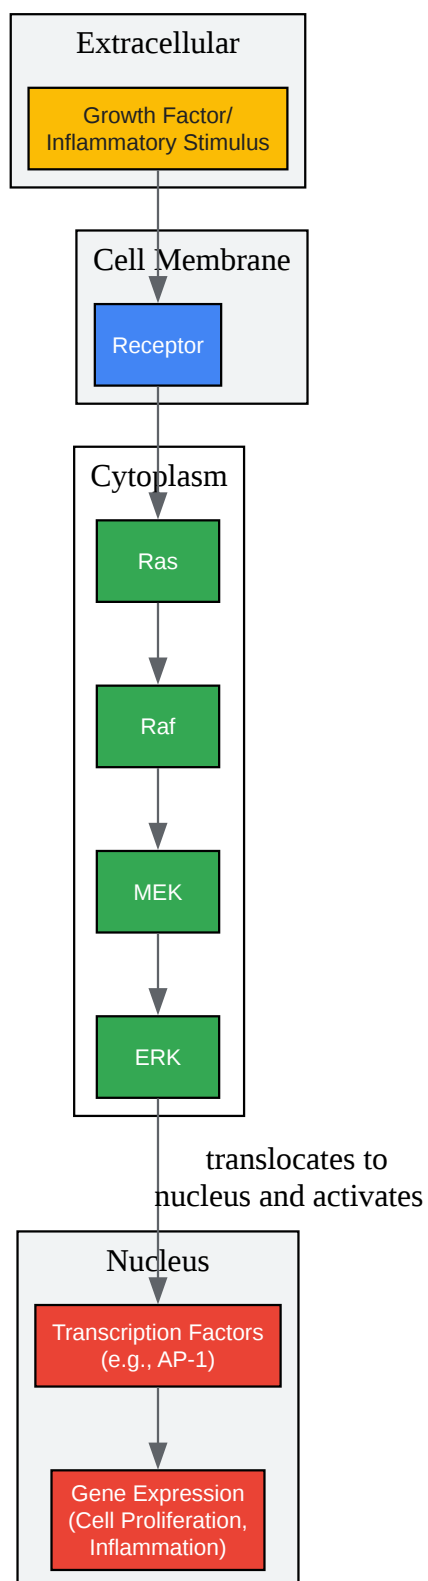 Extracellular
Growth Factor/
Inflammatory Stimulus
Cell Membrane
Receptor
Cytoplasm
Ras
Raf
MEK
ERK
translocates to
nucleus and activates
Nucleus
Transcription Factors
(e.g., AP-1)
Gene Expression
(Cell Proliferation,
Inflammation)